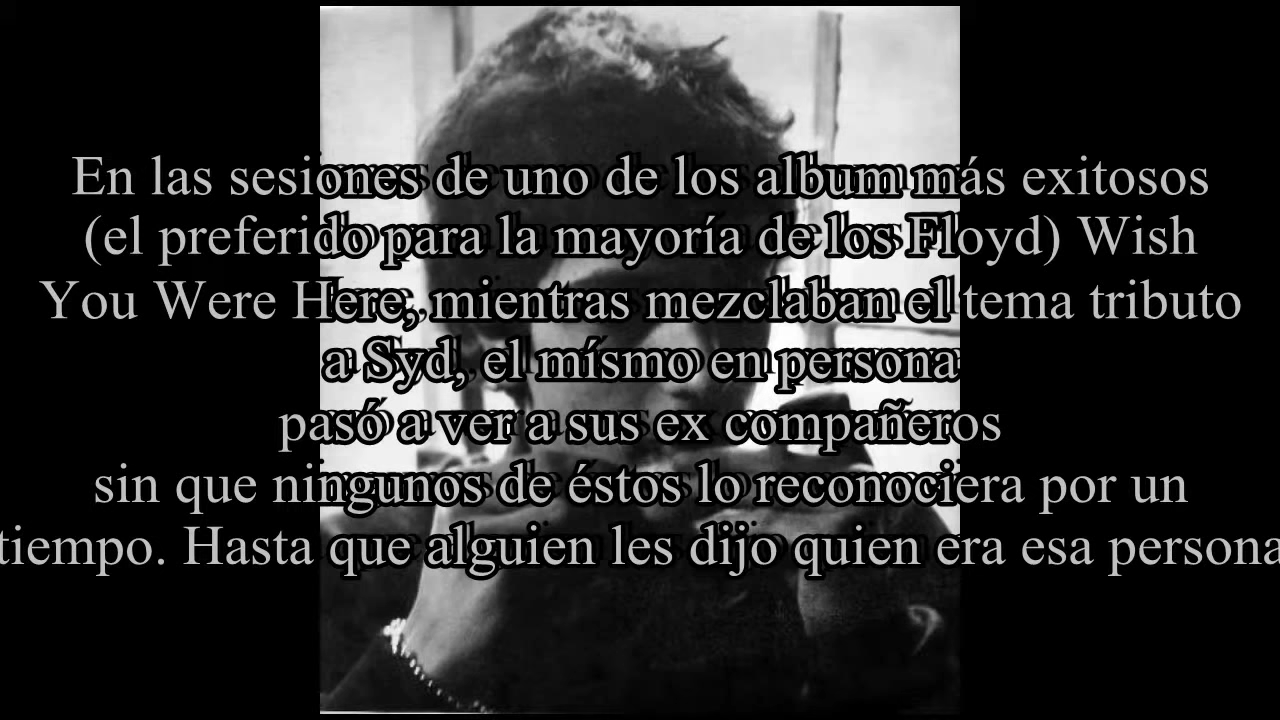 En las sesiones de uno de los album más exitosos
(el preferido para la mayoría de los Floyd) Wish
You Were Here, mientras mezclaban el tema tributo
a Syd, el mísmo en persona
pasó a ver a sus ex compañeros
sin que ningunos de éstos lo reconociera por un
tiempo. Hasta que alguien les dijo quien era esa persona